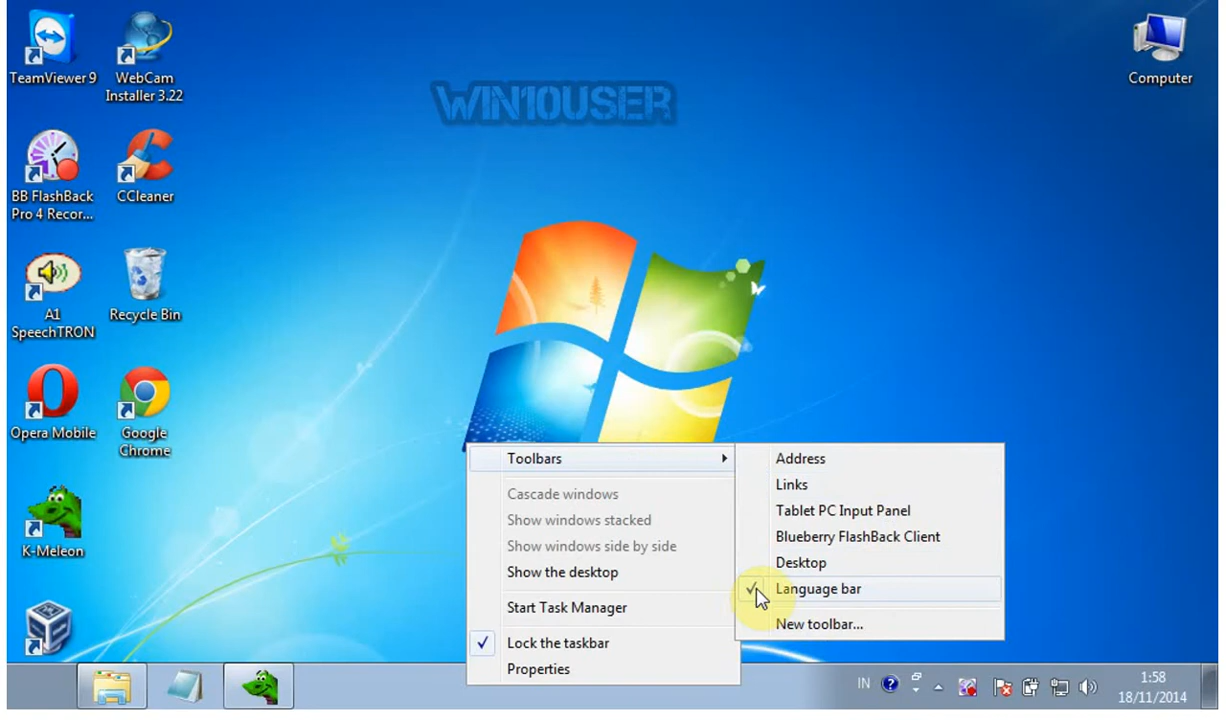 TeamViewer 9
WebCam
Installer 3.22
Computer
WIN10USER
BB FlashBack
Pro 4 Recor...
CCleaner
A1
SpeechTRON
Recycle Bin
Opera Mobile
Google
Chrome
K-Meleon
Toolbars
Cascade windows
Show windows stacked
Show windows side by side
Show the desktop
Start Task Manager
Lock the taskbar
Properties
Address
Links
Tablet PC Input Panel
Blueberry FlashBack Client
Desktop
Language bar
New toolbar...
IN
1:58
18/11/2014